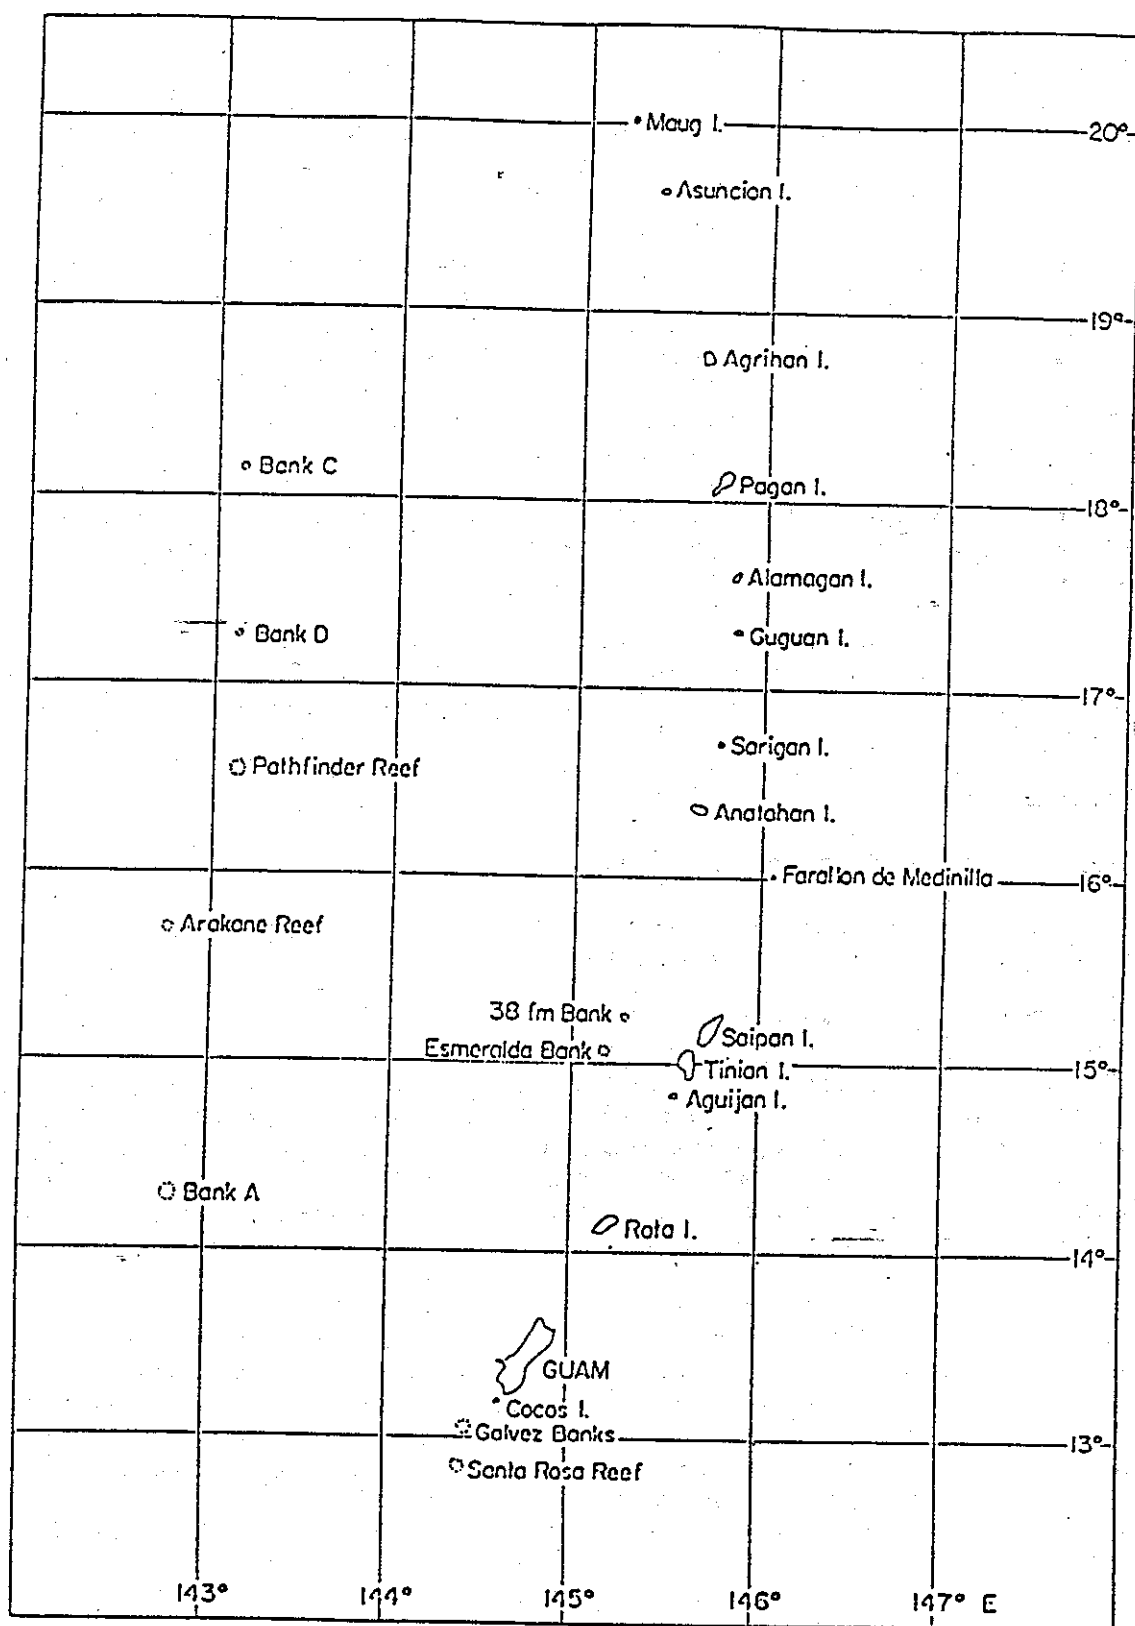 Maug I.
20°
Asuncion I.
19°
Agrihan I.
Bank C
Pagan I.
18°
Alamagan I.
Bank D
Guguan I.
17°
Sarigan I.
Pathfinder Reef
Anatahan I.
Farallon de Medinilla
16°
Arakane Reef
38 fm Bank
Saipan I.
Esmeralda Bank
Tinian I.
15°
Aguijan I.
Bank A
Rota I.
14°
GUAM
Cocos I.
Galvez Banks
13°
Santa Rosa Reef
143°
144°
145°
146°
147° E